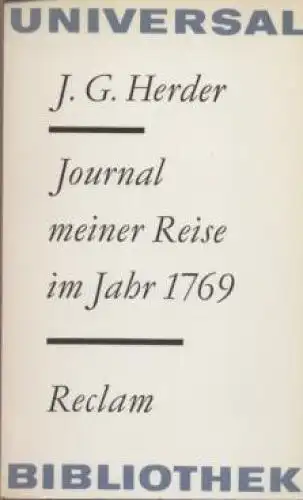 UNIVERSAL
J. G. Herder
Journal
meiner Reise
im Jahr 1769
Reclam
BIBLIOTHEK